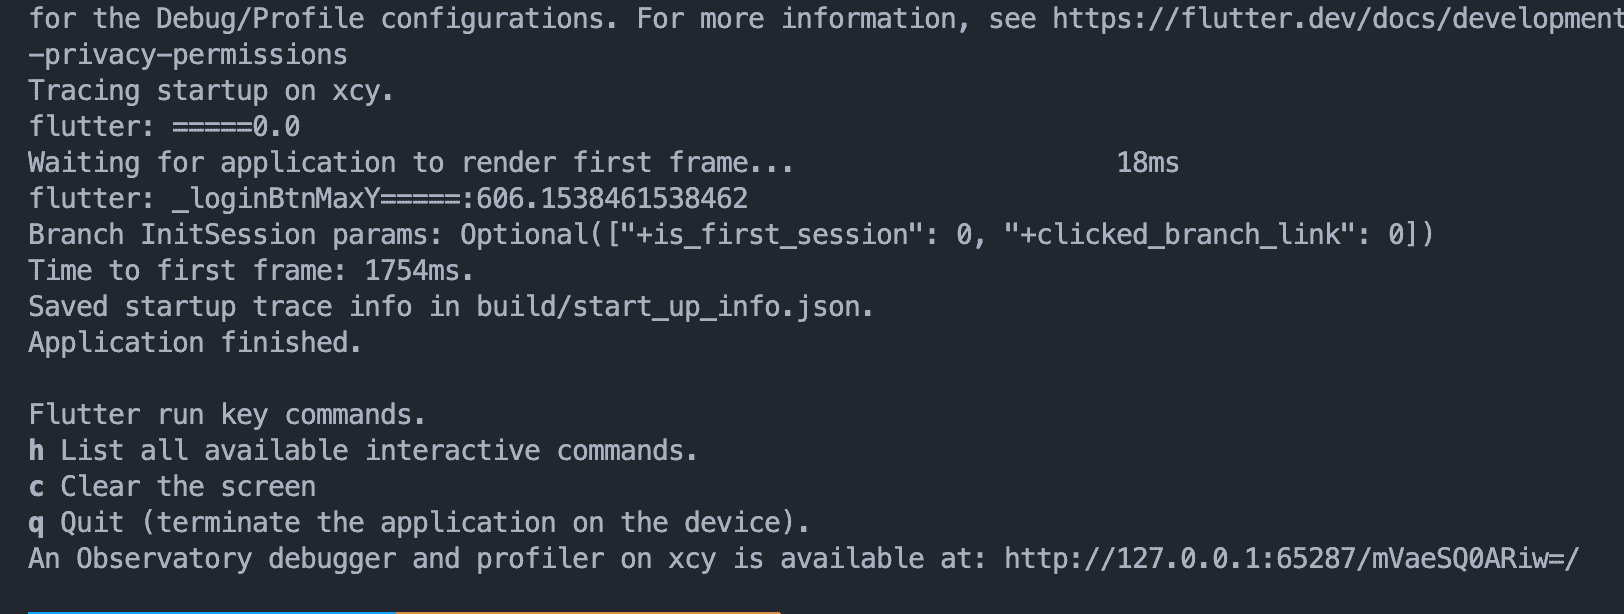 for the Debug/Profile configurations. For more information, see https://flutter.dev/docs/development
-privacy-permissions
Tracing startup on xcy.
flutter: =====0.0
Waiting for application to render first frame... 18ms
flutter: _loginBtnMaxY=====:606.1538461538462
Branch InitSession params: Optional(["+is_first_session": 0, "+clicked_branch_link": 0])
Time to first frame: 1754ms.
Saved startup trace info in build/start_up_info.json.
Application finished.
Flutter run key commands.
h List all available interactive commands.
c Clear the screen
q Quit (terminate the application on the device).
An Observatory debugger and profiler on xcy is available at: http://127.0.0.1:65287/mVaeSQ0ARiw=/